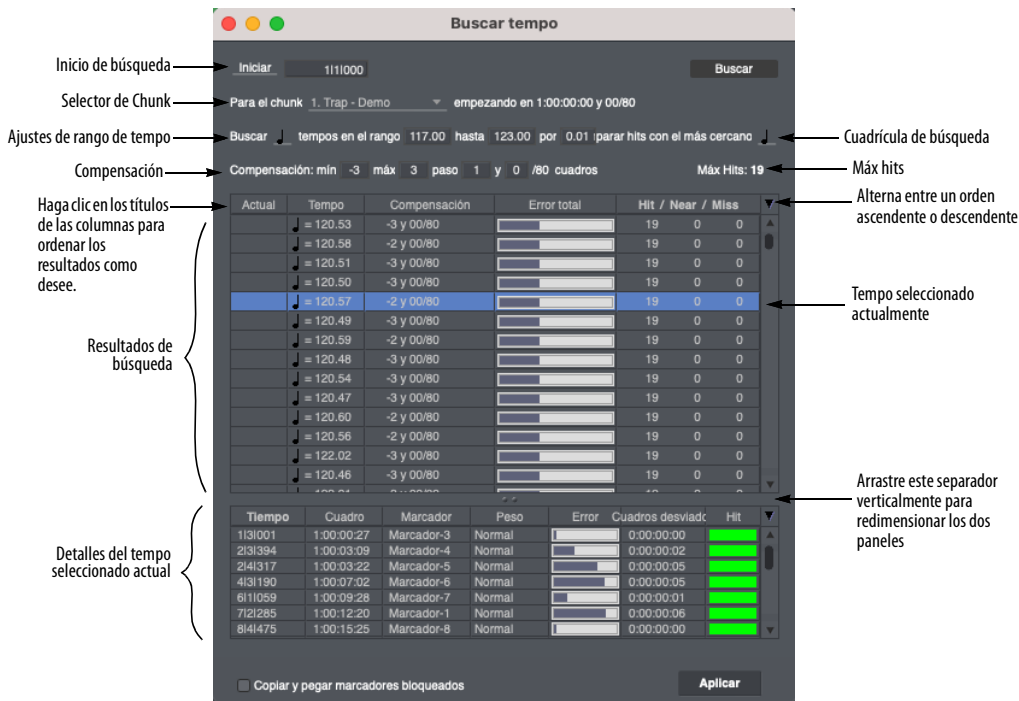 Buscar tempo
Inicio de búsqueda
Iniciar 1|1|000 Buscar
Selector de Chunk
Para el chunk 1. Trap - Demo empezando en 1:00:00:00 y 00/80
Ajustes de rango de tempo
Buscar tempos en el rango 117.00 hasta 123.00 por 0.01 parar hits con el más cercano
Cuadrícula de búsqueda
Compensación
Compensación: mín -3 máx 3 paso 1 y 0 /80 cuadros Máx Hits: 19
Máx hits
Haga clic en los títulos
de las columnas para
ordenar los
resultados como
desee.
Actual Tempo Compensación Error total Hit / Near / Miss
Alterna entre un orden
ascendente o descendente
= 120.53 -3 y 00/80 19 0 0
= 120.58 -2 y 00/80 19 0 0
= 120.51 -3 y 00/80 19 0 0
= 120.50 -3 y 00/80 19 0 0
= 120.57 -2 y 00/80 19 0 0
= 120.49 -3 y 00/80 19 0 0
= 120.59 -2 y 00/80 19 0 0
= 120.48 -3 y 00/80 19 0 0
= 120.54 -3 y 00/80 19 0 0
= 120.47 -3 y 00/80 19 0 0
= 120.60 -2 y 00/80 19 0 0
= 120.56 -2 y 00/80 19 0 0
= 122.02 -3 y 00/80 19 0 0
= 120.46 -3 y 00/80 19 0 0
Tempo seleccionado
actualmente
Resultados de
búsqueda
Arrastre este separador
verticalmente para
redimensionar los dos
paneles
Detalles del tempo
seleccionado actual
Tiempo Cuadro Marcador Peso Error Cuadros desviado Hit
1|3|001 1:00:00:27 Marcador-3 Normal 0:00:00:00
2|3|394 1:00:03:09 Marcador-4 Normal 0:00:00:02
2|4|317 1:00:03:22 Marcador-5 Normal 0:00:00:05
4|3|190 1:00:07:02 Marcador-6 Normal 0:00:00:05
6|1|059 1:00:09:28 Marcador-7 Normal 0:00:00:01
7|2|285 1:00:12:20 Marcador-1 Normal 0:00:00:06
8|4|475 1:00:15:25 Marcador-8 Normal 0:00:00:00
Copiar y pegar marcadores bloqueados
Aplicar